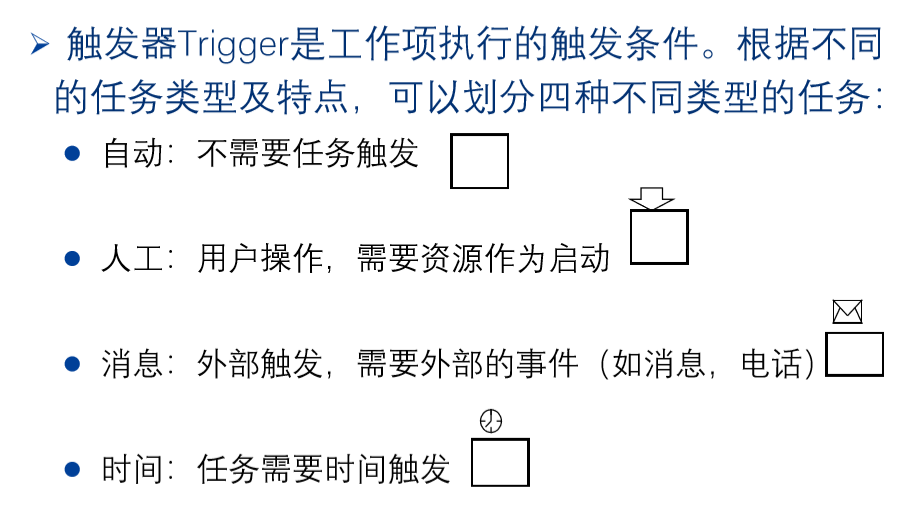 触发器Trigger是工作项执行的触发条件。根据不同
的任务类型及特点，可以划分四种不同类型的任务：
自动：不需要任务触发
人工：用户操作，需要资源作为启动
消息：外部触发，需要外部的事件（如消息，电话）
时间：任务需要时间触发